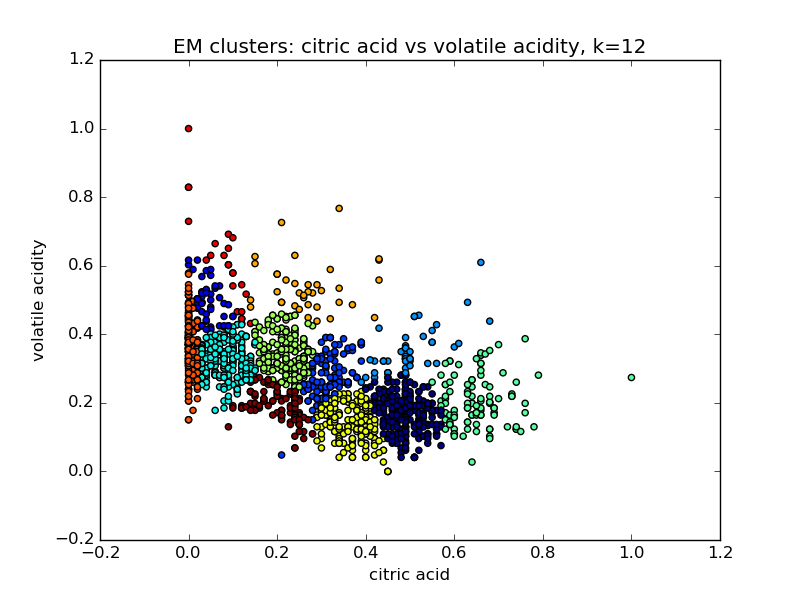 EM clusters: citric acid vs volatile acidity, k=12
1.2
1.0
0.8
0.6
0.4
0.2
0.0
−0.2
volatile acidity
−0.2 0.0 0.2 0.4 0.6 0.8 1.0 1.2
citric acid